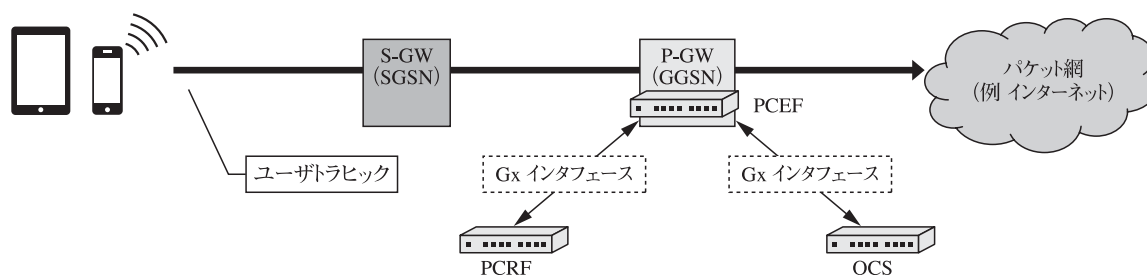 S-GW
(SGSN)
P-GW
(GGSN)
パケット網
(例 インターネット)
PCEF
ユーザトラヒック
Gx インタフェース
Gx インタフェース
PCRF
OCS